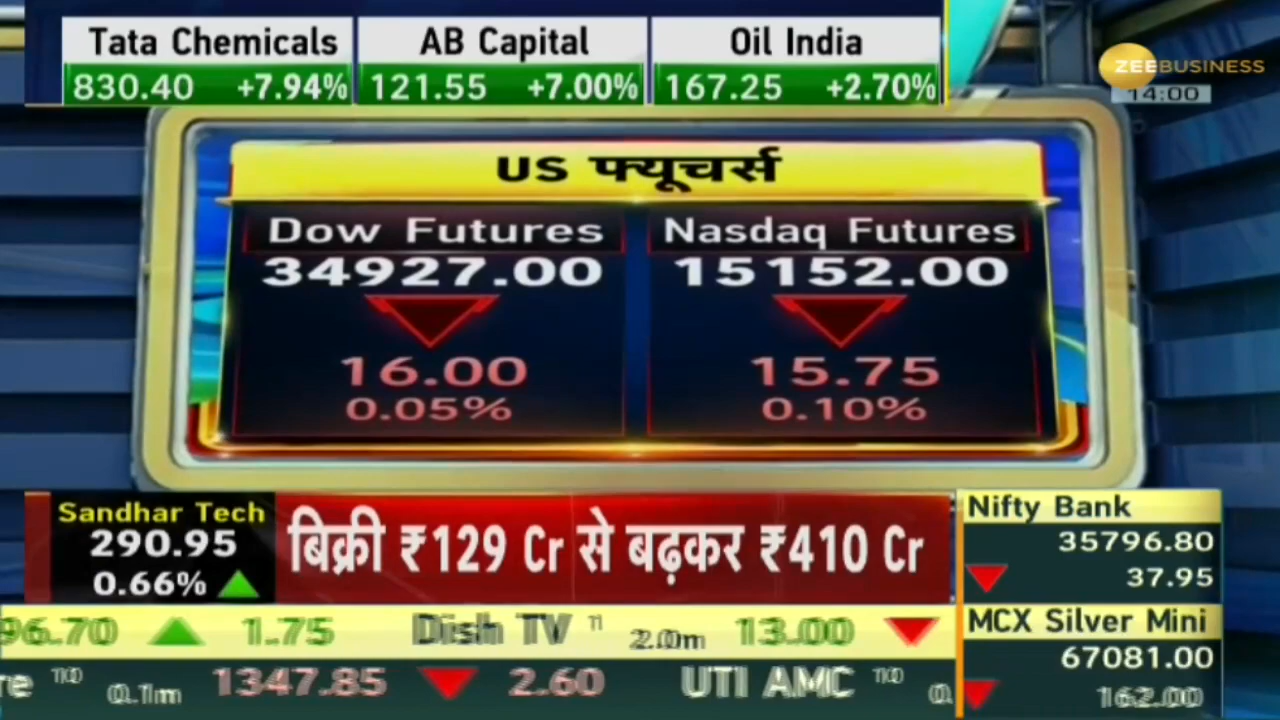 Tata Chemicals AB Capital Oil India
830.40 +7.94% 121.55 +7.00% 167.25 +2.70%
ZEEBUSINESS
14:00
US फ्यूचर्स
Dow Futures Nasdaq Futures
34927.00 15152.00
16.00 15.75
0.05% 0.10%
Sandhar Tech
290.95
0.66%
बिक्री ₹129 Cr से बढ़कर ₹410 Cr
Nifty Bank
35796.80
37.95
MCX Silver Mini
67081.00
162.00
96.70 1.75 Dish TV 2.0m 13.00
re 10 0.1m 1347.85 2.60 UTI AMC 10 0.